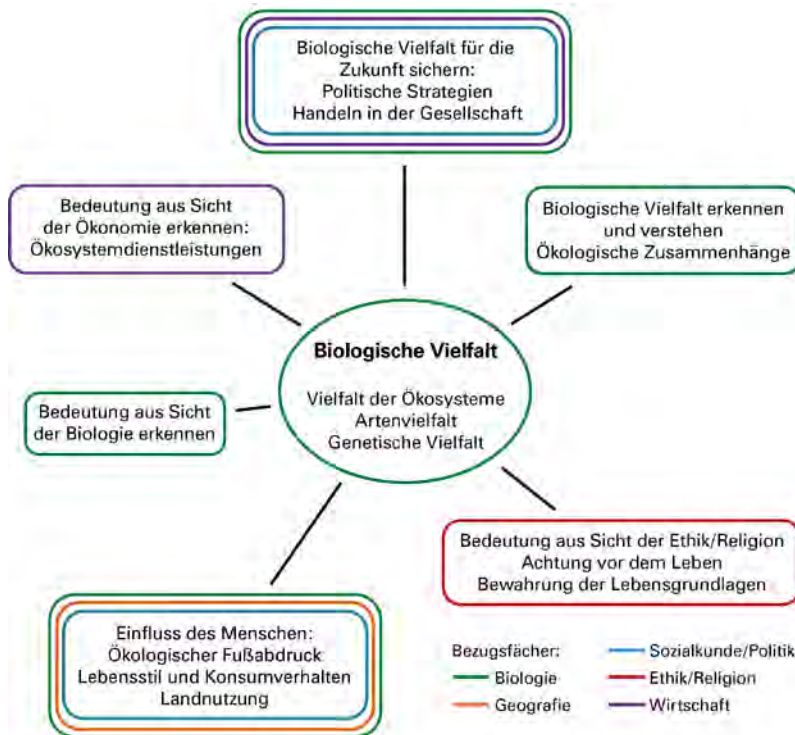 Biologische Vielfalt für die
Zukunft sichern:
Politische Strategien
Handeln in der Gesellschaft
Bedeutung aus Sicht
der Ökonomie erkennen:
Ökosystemdienstleistungen
Biologische Vielfalt erkennen
und verstehen
Ökologische Zusammenhänge
Biologische Vielfalt
Vielfalt der Ökosysteme
Artenvielfalt
Genetische Vielfalt
Bedeutung aus Sicht
der Biologie erkennen
Bedeutung aus Sicht der Ethik/Religion
Achtung vor dem Leben
Bewahrung der Lebensgrundlagen
Einfluss des Menschen:
Ökologischer Fußabdruck
Lebensstil und Konsumverhalten
Landnutzung
Bezugsfächer:
Biologie
Geografie
Sozialkunde/Politik
Ethik/Religion
Wirtschaft